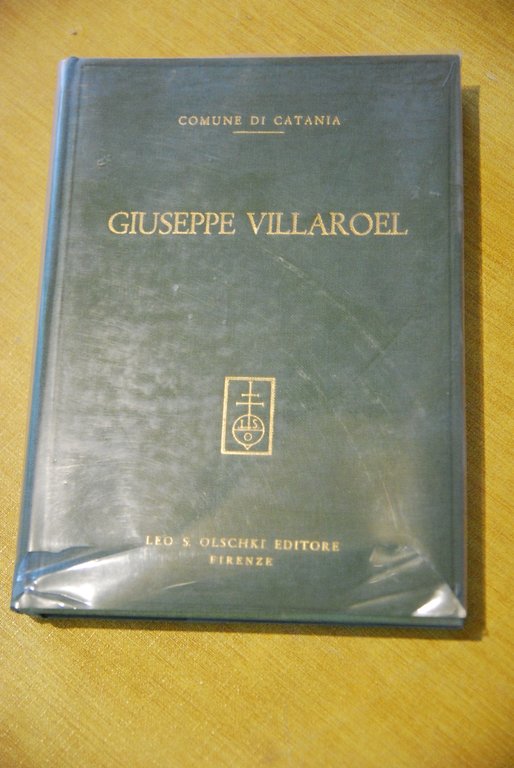 COMUNE DI CATANIA
GIUSEPPE VILLAROEL
L S
O
LEO S. OLSCHKI EDITORE
FIRENZE